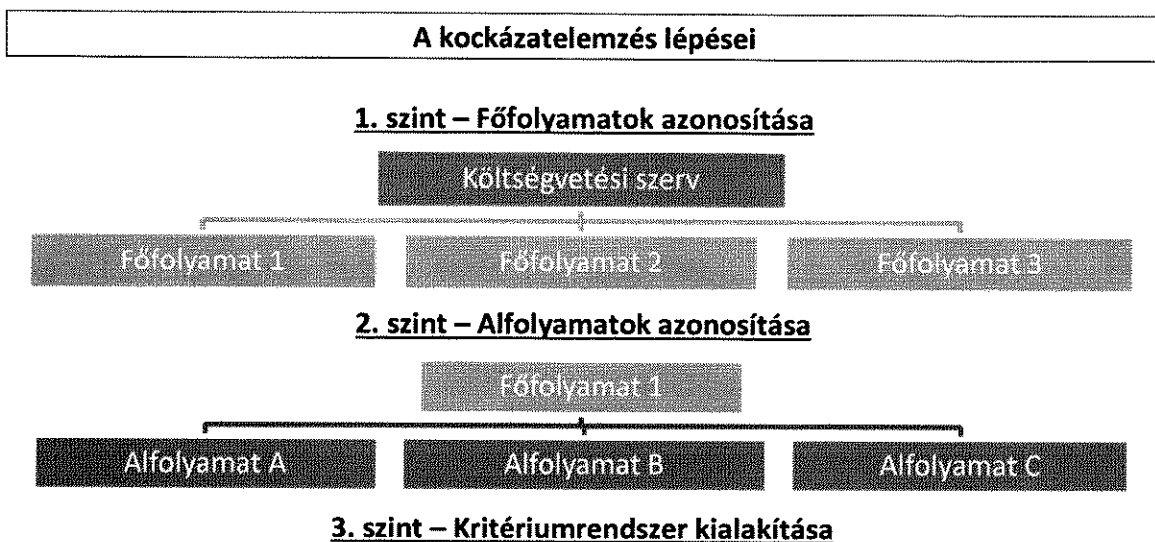 A kockázatelemzés lépései
1. szint – Főfolyamatok azonosítása
Költségvetési szerv
Főfolyamat 1 Főfolyamat 2 Főfolyamat 3
2. szint – Alfolyamatok azonosítása
Főfolyamat 1
Alfolyamat A Alfolyamat B Alfolyamat C
3. szint – Kritériumrendszer kialakítása